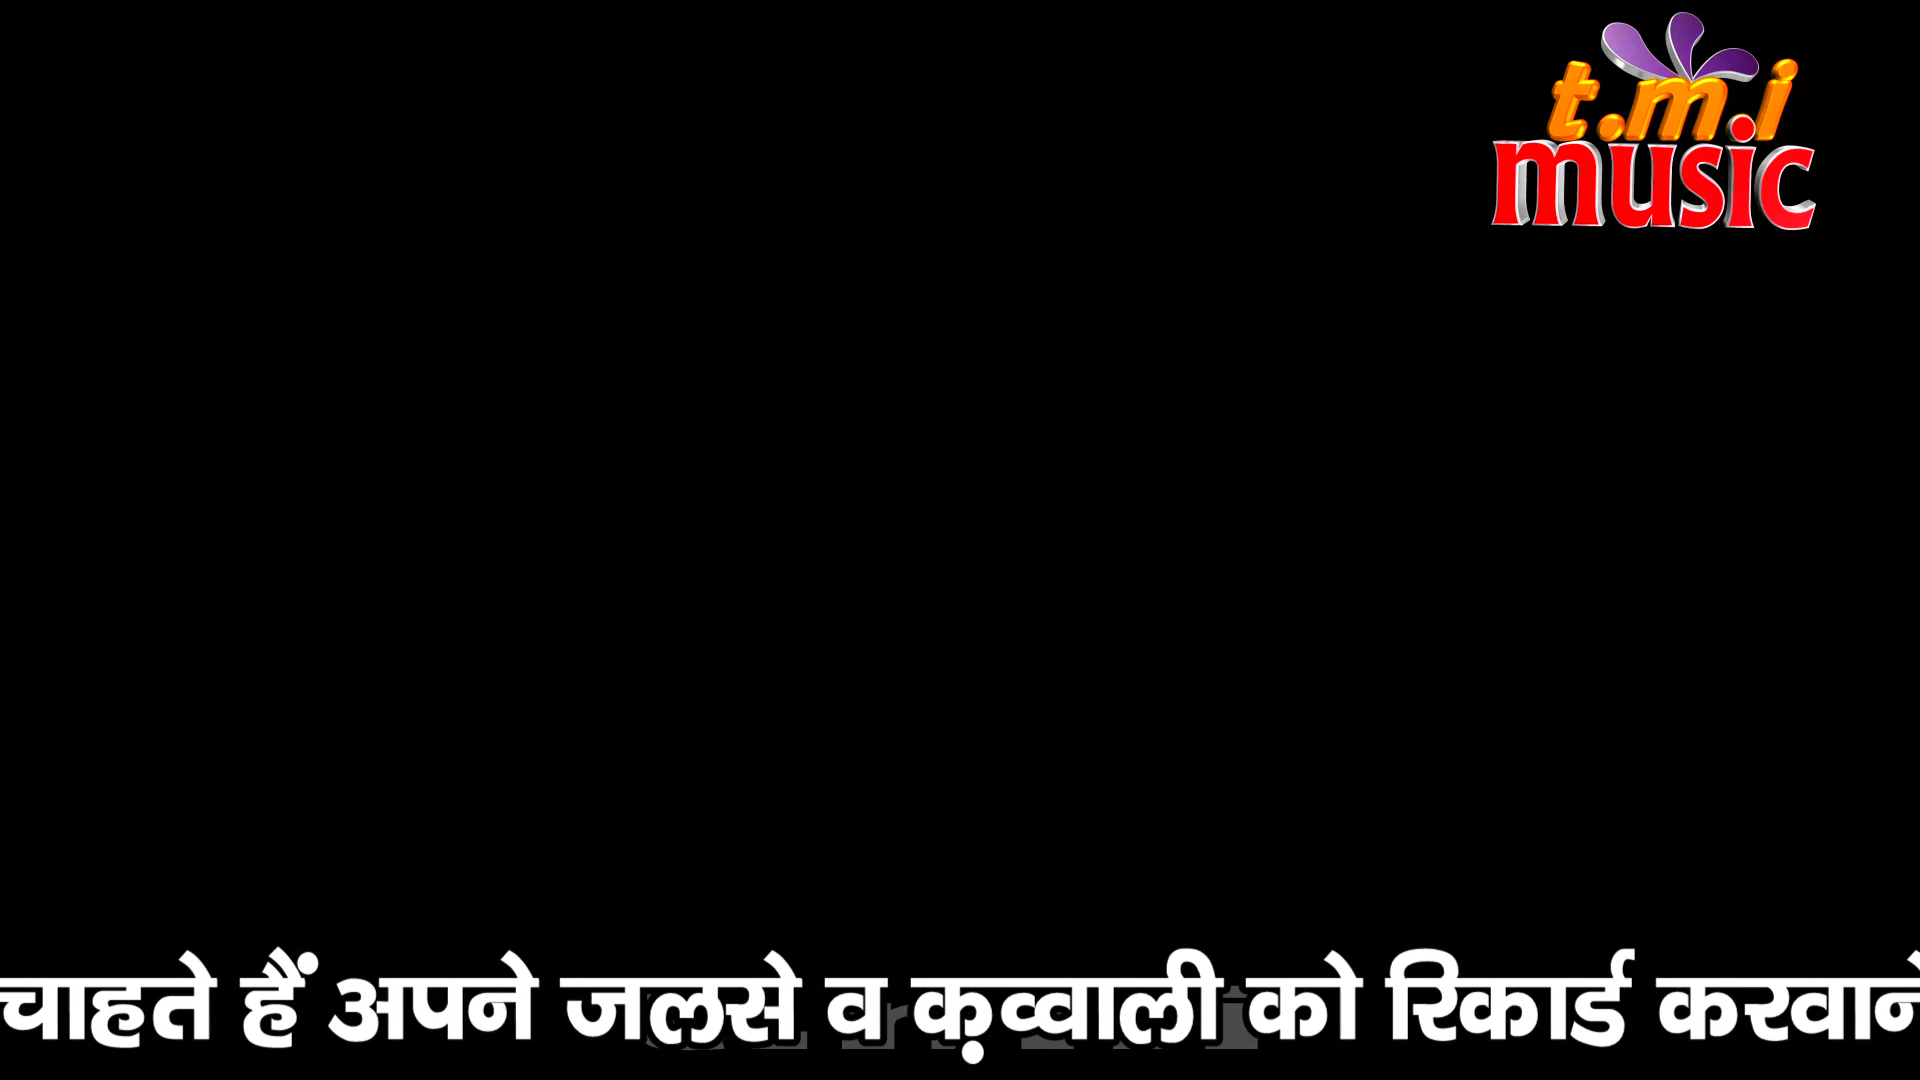 t.m.i
music
चाहते हैं अपने जलसे व क़व्वाली को रिकार्ड करवाने